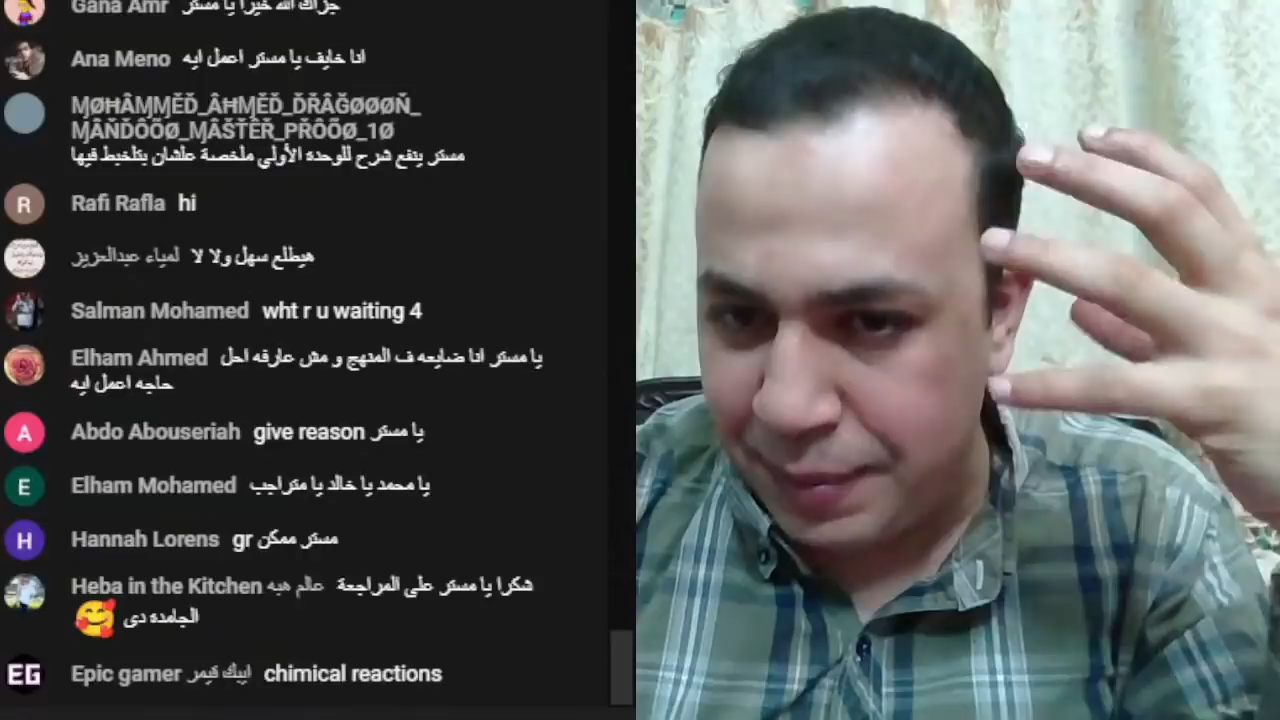 Gana Amr جزاك الله خيرا يا مستر
Ana Meno انا خايف يا مستر اعمل ايه
ӍØĦÂӍӍĔĎ_ÂĦӍĔĎ_ĎŘÂĞØØØŇ_
ӍÂŇĎÔÕØ_ӍÂŠŤĔŘ_PŘÔÕØ_1Ø
مستر ينفع شرح للوحدة الأولي ملخصة علشان بتلخبط فيها
R Rafi Rafla hi
لمياء عبدالعزيز هيطلع سهل ولا لا
Salman Mohamed wht r u waiting 4
Elham Ahmed يا مستر انا ضايعه ف المنهج و مش عارفه احل
حاجه اعمل ايه
A Abdo Abouseriah give reason يا مستر
E Elham Mohamed يا محمد يا خالد يا متراجب
H Hannah Lorens gr مستر ممكن
Heba in the Kitchen عالم هبه شكرا يا مستر على المراجعة
الجامده دى 🥰
EG Epic gamer ايبك قيمر chimical reactions